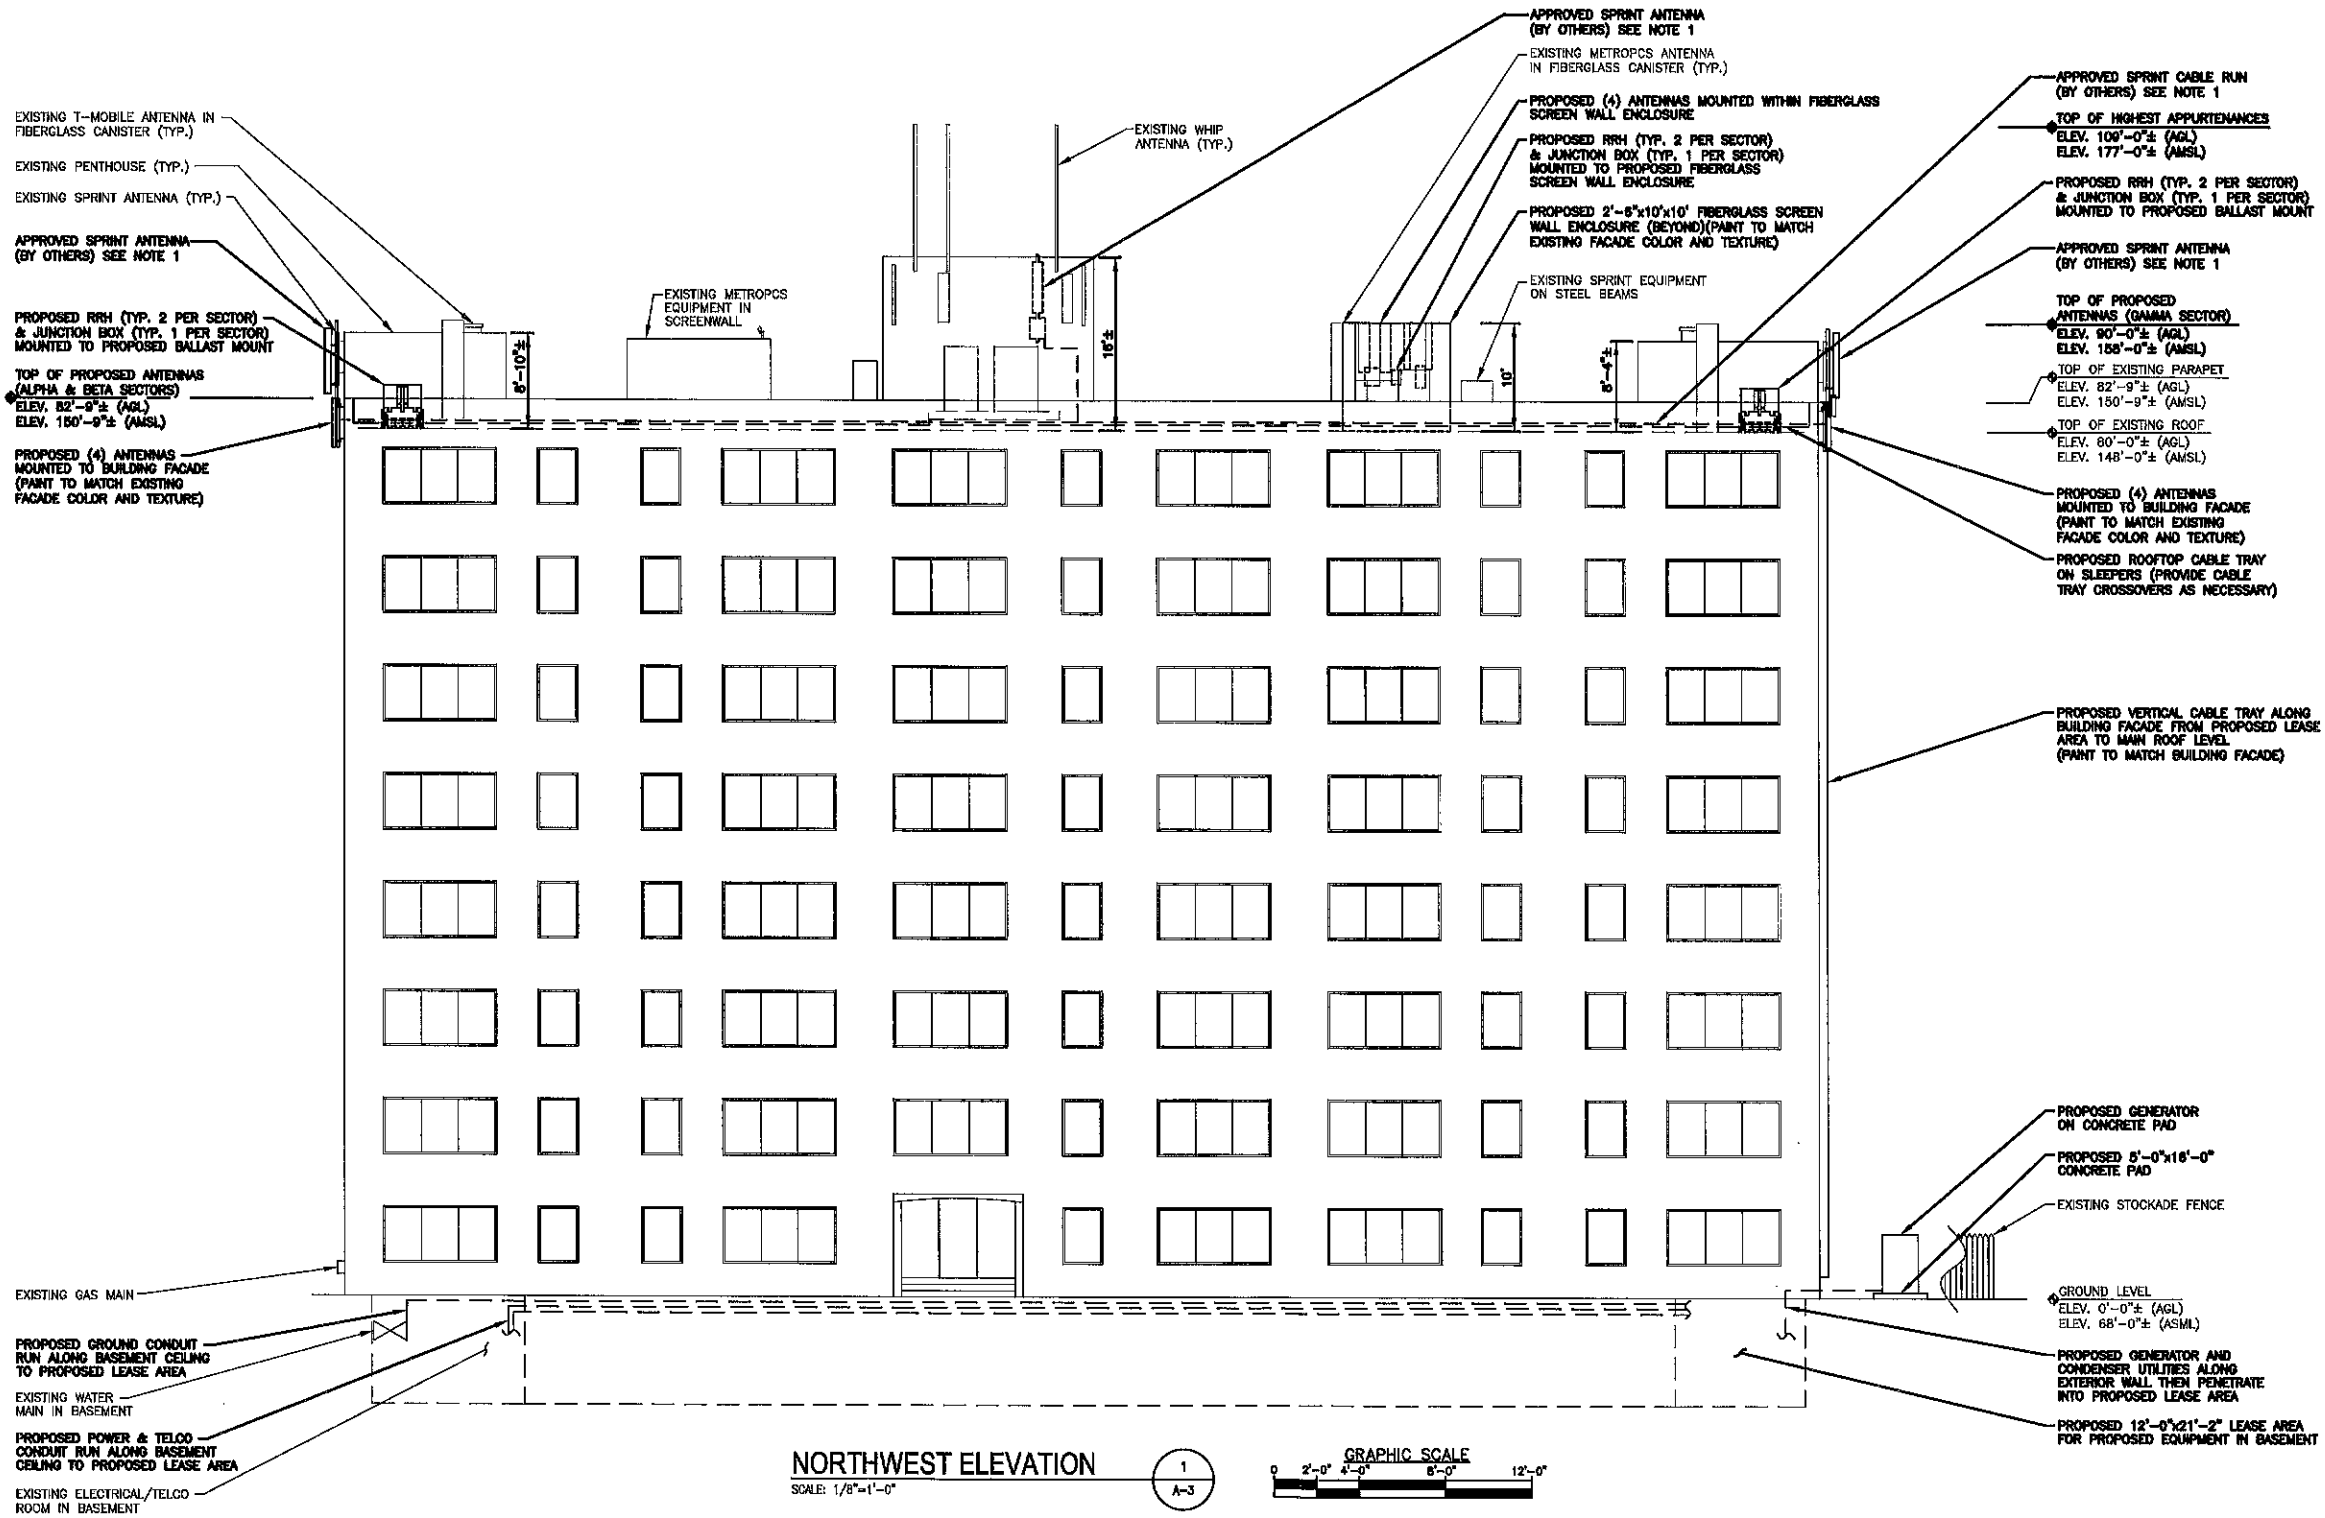 EXISTING T-MOBILE ANTENNA IN
FIBERGLASS CANISTER (TYP.)
EXISTING PENTHOUSE (TYP.)
EXISTING SPRINT ANTENNA (TYP.)
APPROVED SPRINT ANTENNA
(BY OTHERS) SEE NOTE 1
PROPOSED RRH (TYP. 2 PER SECTOR)
& JUNCTION BOX (TYP. 1 PER SECTOR)
MOUNTED TO PROPOSED BALLAST MOUNT
TOP OF PROPOSED ANTENNAS
(ALPHA & BETA SECTORS)
ELEV. 82'-9"± (AGL)
ELEV. 150'-9"± (AMSL)
PROPOSED (4) ANTENNAS
MOUNTED TO BUILDING FACADE
(PAINT TO MATCH EXISTING
FACADE COLOR AND TEXTURE)
8'-10"±
EXISTING METROPCS
EQUIPMENT IN
SCREENWALL
EXISTING WHIP
ANTENNA (TYP.)
16'±
APPROVED SPRINT ANTENNA
(BY OTHERS) SEE NOTE 1
EXISTING METROPCS ANTENNA
IN FIBERGLASS CANISTER (TYP.)
PROPOSED (4) ANTENNAS MOUNTED WITHIN FIBERGLASS
SCREEN WALL ENCLOSURE
PROPOSED RRH (TYP. 2 PER SECTOR)
& JUNCTION BOX (TYP. 1 PER SECTOR)
MOUNTED TO PROPOSED FIBERGLASS
SCREEN WALL ENCLOSURE
PROPOSED 2'-6"x10'x10' FIBERGLASS SCREEN
WALL ENCLOSURE (BEYOND)(PAINT TO MATCH
EXISTING FACADE COLOR AND TEXTURE)
EXISTING SPRINT EQUIPMENT
ON STEEL BEAMS
10'
8'-4"±
APPROVED SPRINT CABLE RUN
(BY OTHERS) SEE NOTE 1
TOP OF HIGHEST APPURTENANCES
ELEV. 109'-0"± (AGL)
ELEV. 177'-0"± (AMSL)
PROPOSED RRH (TYP. 2 PER SECTOR)
& JUNCTION BOX (TYP. 1 PER SECTOR)
MOUNTED TO PROPOSED BALLAST MOUNT
APPROVED SPRINT ANTENNA
(BY OTHERS) SEE NOTE 1
TOP OF PROPOSED
ANTENNAS (GAMMA SECTOR)
ELEV. 90'-0"± (AGL)
ELEV. 158'-0"± (AMSL)
TOP OF EXISTING PARAPET
ELEV. 82'-9"± (AGL)
ELEV. 150'-9"± (AMSL)
TOP OF EXISTING ROOF
ELEV. 80'-0"± (AGL)
ELEV. 148'-0"± (AMSL)
PROPOSED (4) ANTENNAS
MOUNTED TO BUILDING FACADE
(PAINT TO MATCH EXISTING
FACADE COLOR AND TEXTURE)
PROPOSED ROOFTOP CABLE TRAY
ON SLEEPERS (PROVIDE CABLE
TRAY CROSSOVERS AS NECESSARY)
PROPOSED VERTICAL CABLE TRAY ALONG
BUILDING FACADE FROM PROPOSED LEASE
AREA TO MAIN ROOF LEVEL
(PAINT TO MATCH BUILDING FACADE)
PROPOSED GENERATOR
ON CONCRETE PAD
PROPOSED 5'-0"x16'-0"
CONCRETE PAD
EXISTING STOCKADE FENCE
GROUND LEVEL
ELEV. 0'-0"± (AGL)
ELEV. 68'-0"± (ASML)
PROPOSED GENERATOR AND
CONDENSER UTILITIES ALONG
EXTERIOR WALL THEN PENETRATE
INTO PROPOSED LEASE AREA
PROPOSED 12'-0"x21'-2" LEASE AREA
FOR PROPOSED EQUIPMENT IN BASEMENT
EXISTING GAS MAIN
PROPOSED GROUND CONDUIT
RUN ALONG BASEMENT CEILING
TO PROPOSED LEASE AREA
EXISTING WATER
MAIN IN BASEMENT
PROPOSED POWER & TELCO
CONDUIT RUN ALONG BASEMENT
CEILING TO PROPOSED LEASE AREA
EXISTING ELECTRICAL/TELCO
ROOM IN BASEMENT
NORTHWEST ELEVATION
SCALE: 1/8"=1'-0"
1
A-3
GRAPHIC SCALE
0 2'-0" 4'-0" 8'-0" 12'-0"